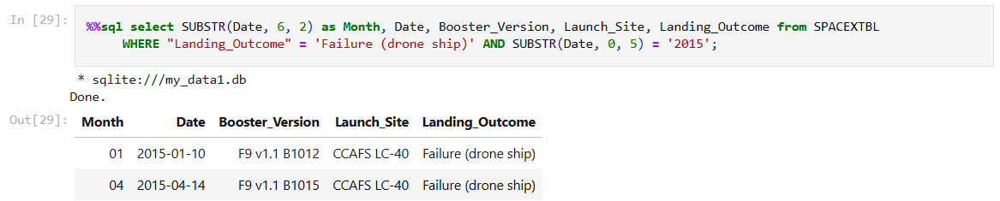 In [29]:
%%sql select SUBSTR(Date, 6, 2) as Month, Date, Booster_Version, Launch_Site, Landing_Outcome from SPACEXTBL
WHERE "Landing_Outcome" = 'Failure (drone ship)' AND SUBSTR(Date, 0, 5) = '2015';
* sqlite:///my_data1.db
Done.
Out[29]:
Month Date Booster_Version Launch_Site Landing_Outcome
01 2015-01-10 F9 v1.1 B1012 CCAFS LC-40 Failure (drone ship)
04 2015-04-14 F9 v1.1 B1015 CCAFS LC-40 Failure (drone ship)